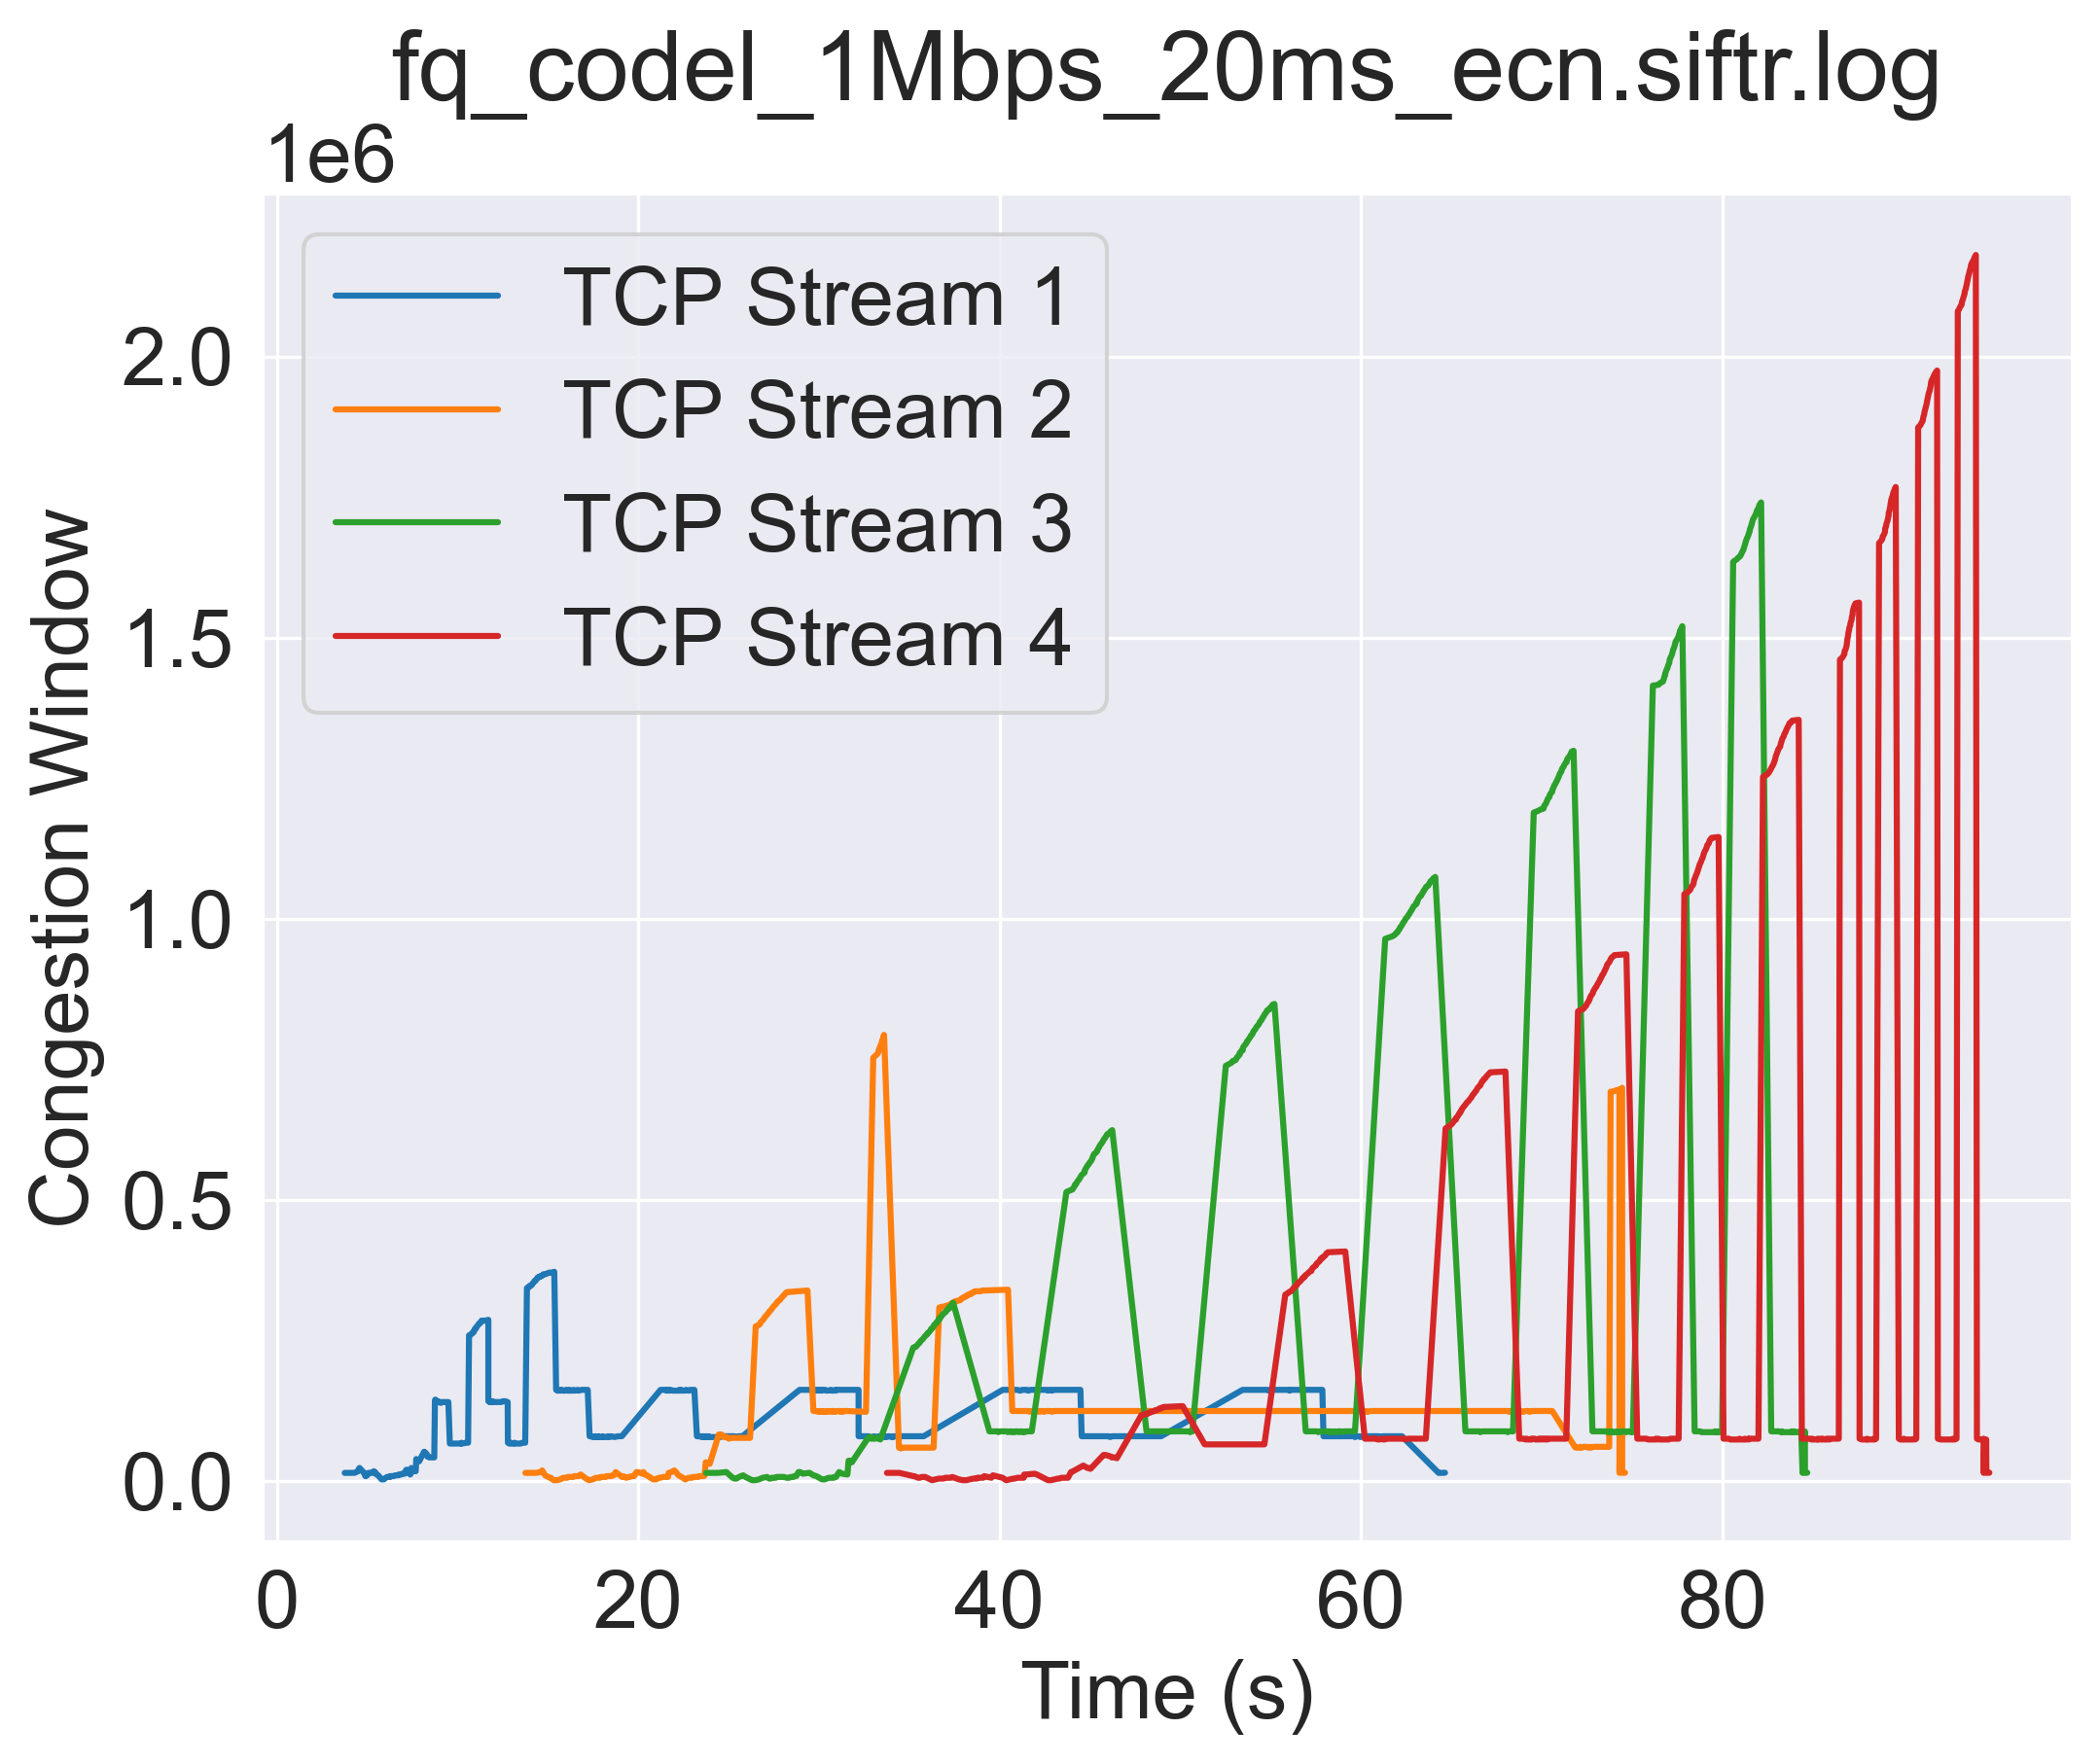 fq_codel_1Mbps_20ms_ecn.siftr.log
1e6
TCP Stream 1
TCP Stream 2
TCP Stream 3
TCP Stream 4
2.0
1.5
1.0
0.5
0.0
Congestion Window
0 20 40 60 80
Time (s)